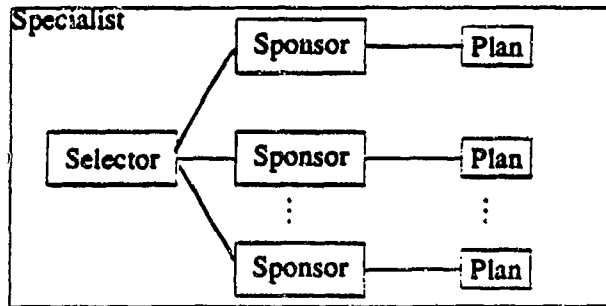 Specialist
Sponsor Plan
Selector Sponsor Plan
⋮ ⋮
Sponsor Plan